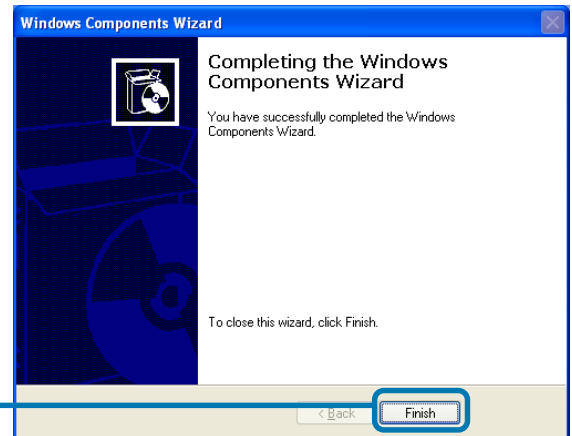 Windows Components Wizard
Completing the Windows
Components Wizard
You have successfully completed the Windows
Components Wizard.
To close this wizard, click Finish.
< Back
Finish